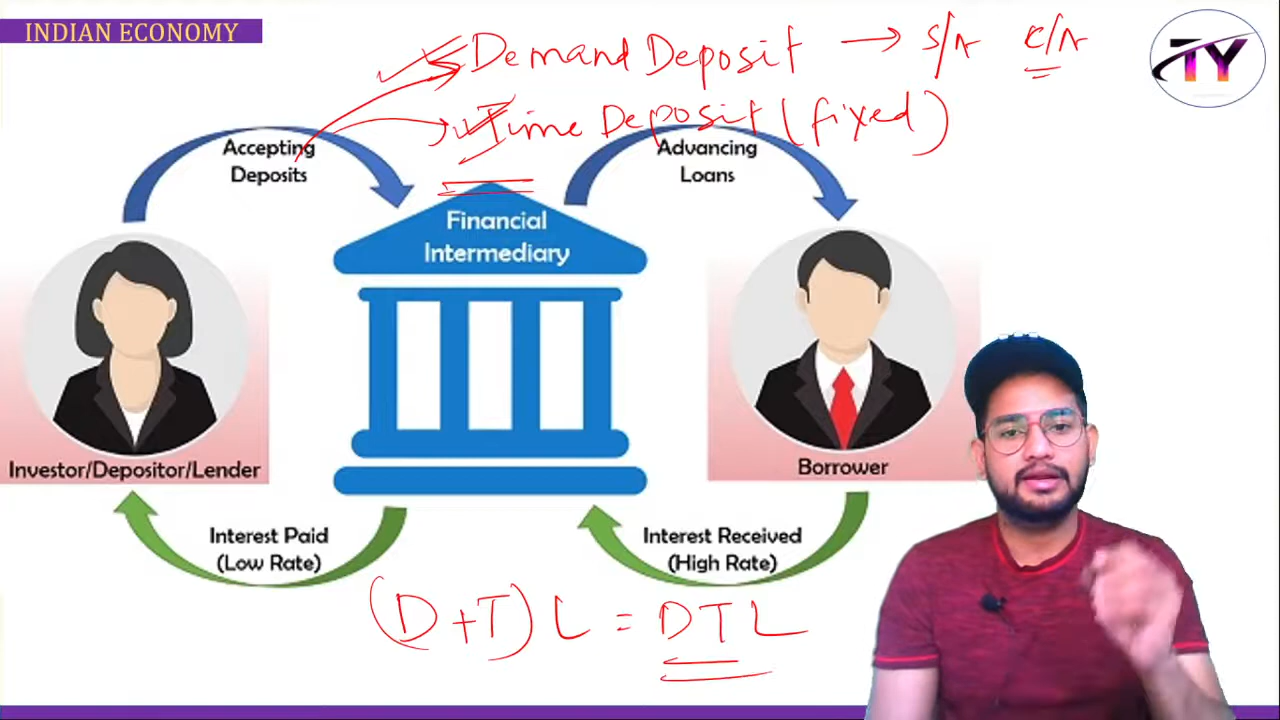 INDIAN ECONOMY
Demand Deposit → S/A C/A
Time Deposit (fixed)
TY
Accepting
Deposits
Advancing
Loans
Financial
Intermediary
Investor/Depositor/Lender
Borrower
Interest Paid
(Low Rate)
Interest Received
(High Rate)
(D+T) L = DTL